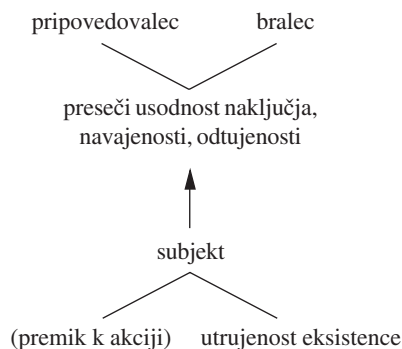 pripovedovalec bralec
preseči usodnost naključja,
navajenosti, odtujenosti
subjekt
(premik k akciji) utrujenost eksistence